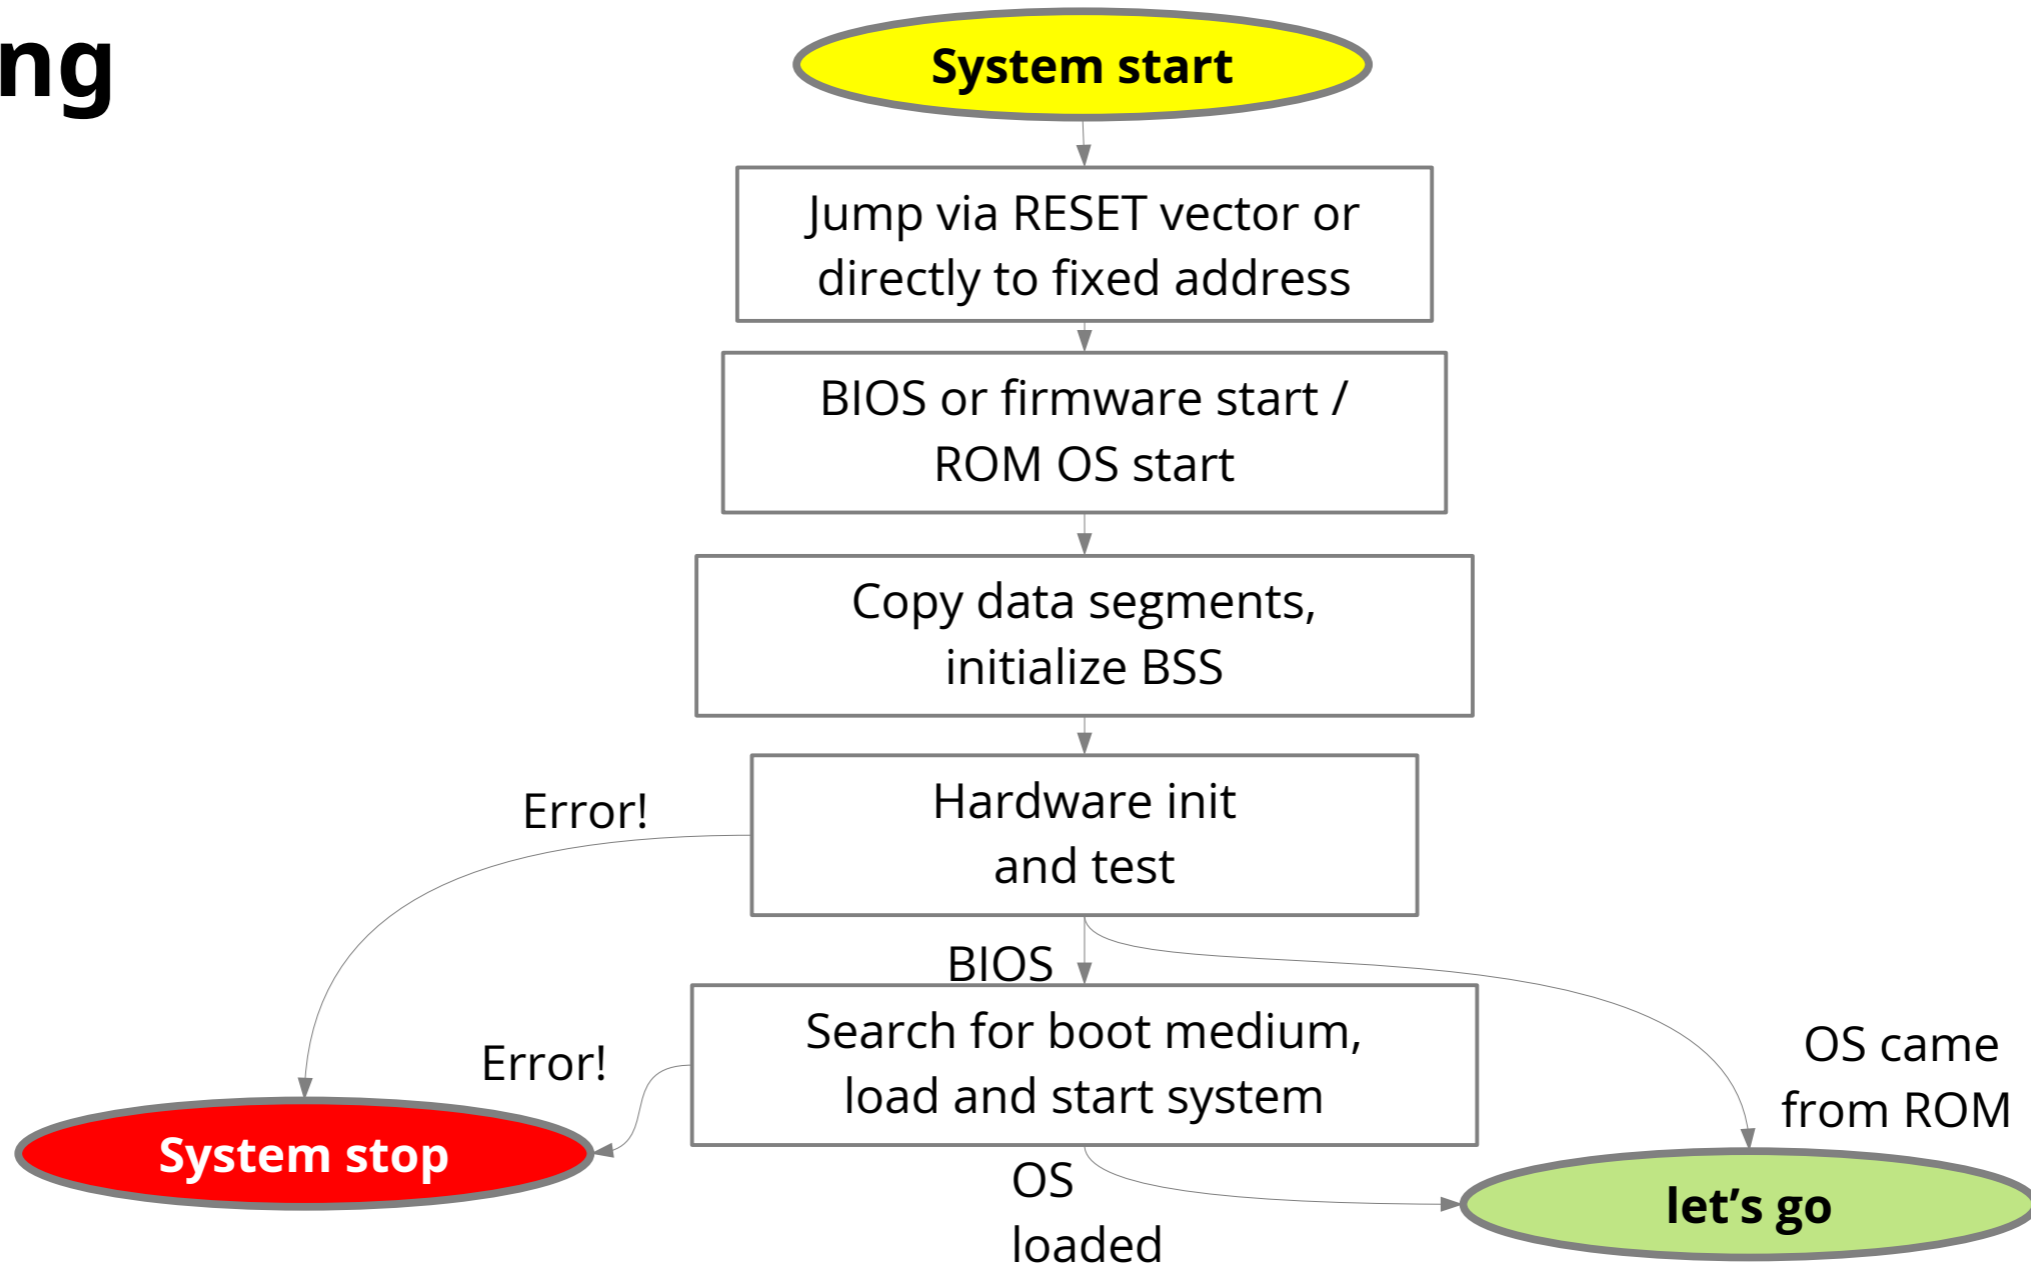 ng
System start
Jump via RESET vector or
directly to fixed address
BIOS or firmware start /
ROM OS start
Copy data segments,
initialize BSS
Error!
Hardware init
and test
BIOS
Search for boot medium,
load and start system
Error!
OS came
from ROM
System stop
OS
loaded
let’s go